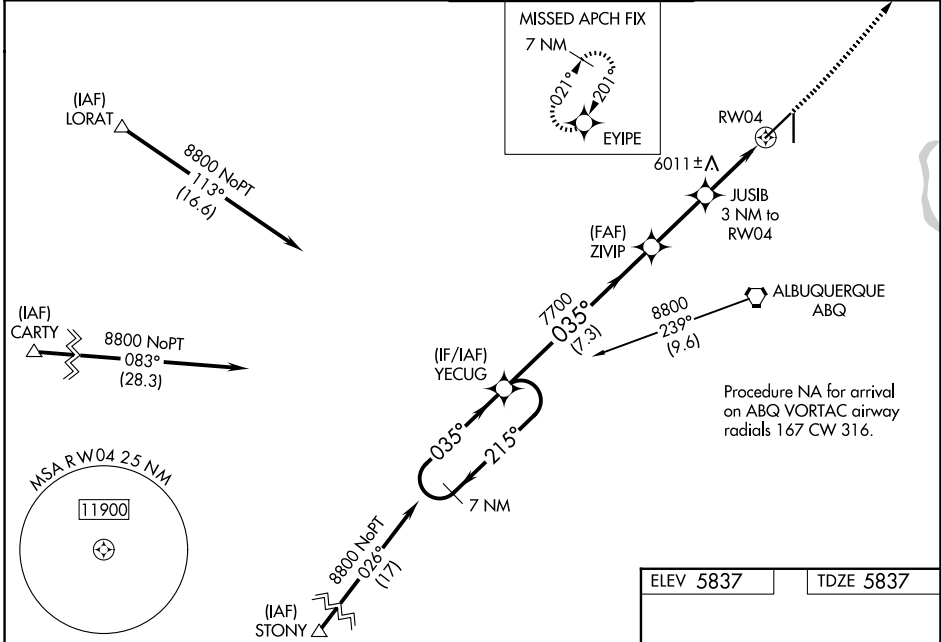 MISSED APCH FIX
7 NM
021°
201°
EYIPE
(IAF)
LORAT
8800 NoPT
113°
(16.6)
RW04
6011±
JUSIB
3 NM to
RW04
(FAF)
ZIVIP
ALBUQUERQUE
ABQ
8800
239°
(9.6)
7700
035°
(7.3)
(IAF)
CARTY
8800 NoPT
083°
(28.3)
(IF/IAF)
YECUG
Procedure NA for arrival
on ABQ VORTAC airway
radials 167 CW 316.
035°
215°
7 NM
MSA RW04 25 NM
11900
8800 NoPT
026°
(17)
(IAF)
STONY
ELEV 5837
TDZE 5837